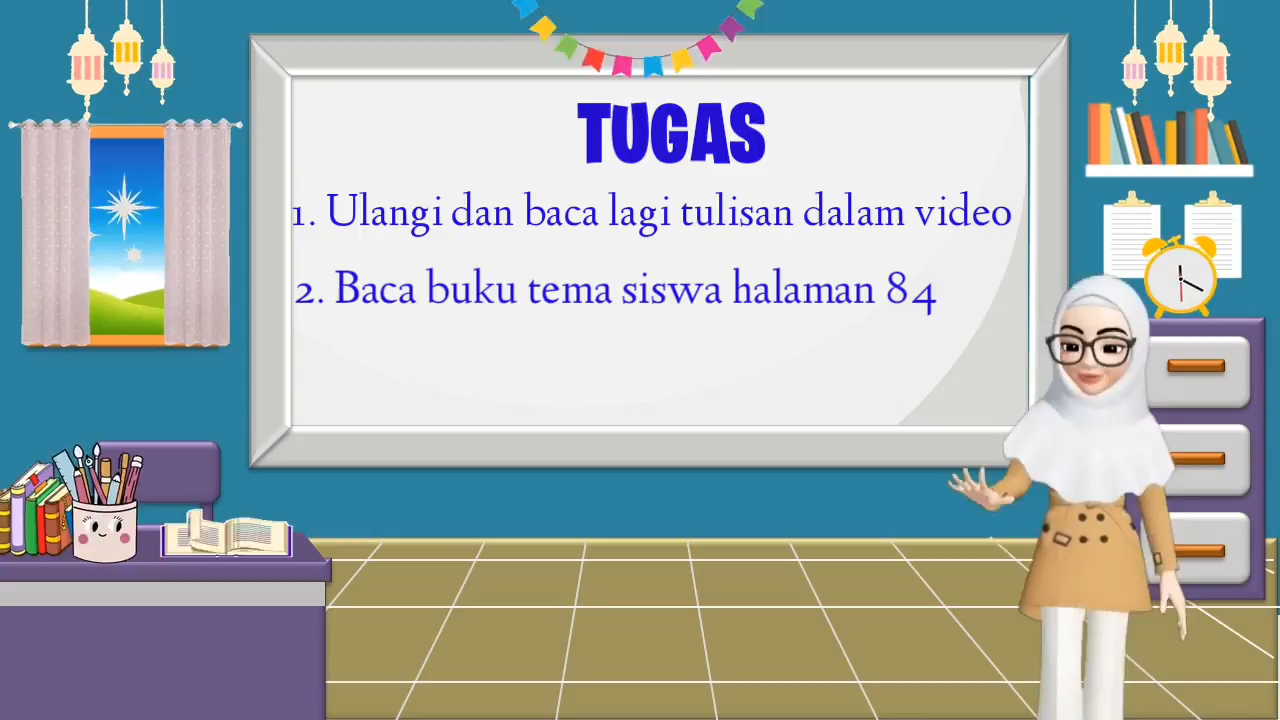 TUGAS
1. Ulangi dan baca lagi tulisan dalam video
2. Baca buku tema siswa halaman 84